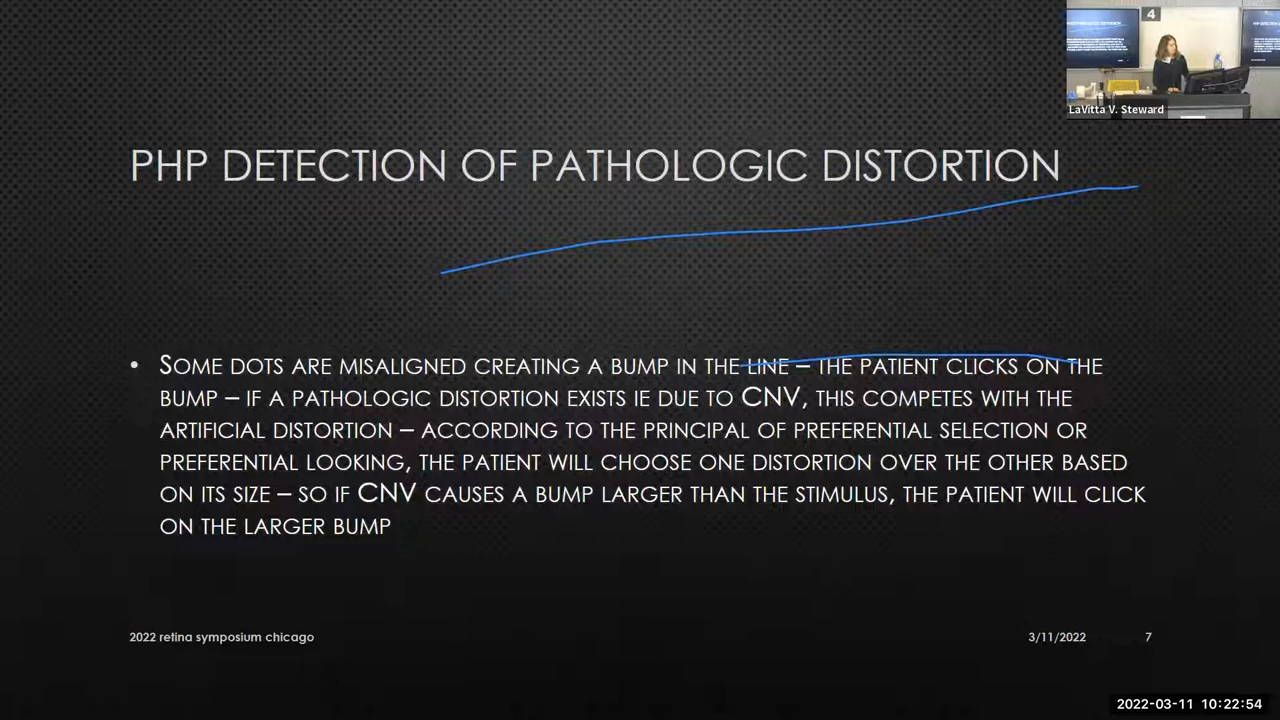 4
LaVitta V. Steward
PHP DETECTION OF PATHOLOGIC DISTORTION
• SOME DOTS ARE MISALIGNED CREATING A BUMP IN THE LINE – THE PATIENT CLICKS ON THE
BUMP – IF A PATHOLOGIC DISTORTION EXISTS IE DUE TO CNV, THIS COMPETES WITH THE
ARTIFICIAL DISTORTION – ACCORDING TO THE PRINCIPAL OF PREFERENTIAL SELECTION OR
PREFERENTIAL LOOKING, THE PATIENT WILL CHOOSE ONE DISTORTION OVER THE OTHER BASED
ON ITS SIZE – SO IF CNV CAUSES A BUMP LARGER THAN THE STIMULUS, THE PATIENT WILL CLICK
ON THE LARGER BUMP
2022 retina symposium chicago
3/11/2022
7
2022-03-11 10:22:54